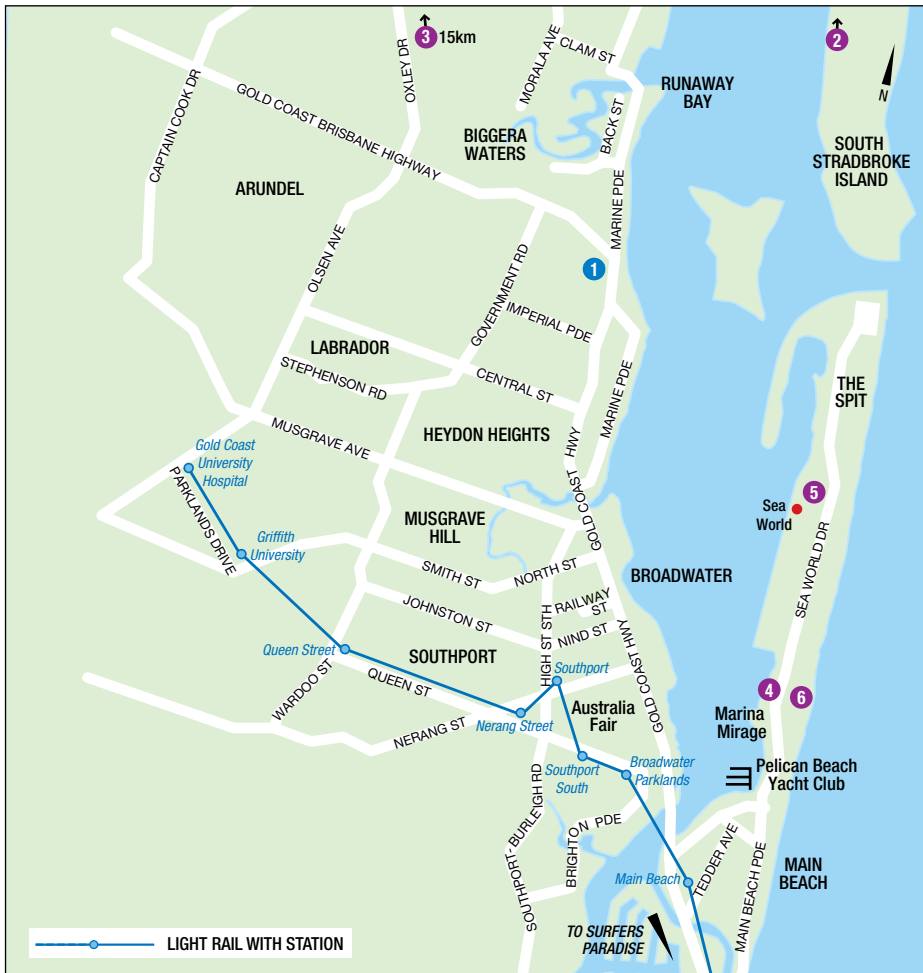 3 15km
2
N
OXLEY DR
MORALA AVE
CLAM ST
RUNAWAY
BAY
CAPTAIN COOK DR
GOLD COAST BRISBANE HIGHWAY
BACK ST
BIGGERA
WATERS
SOUTH
STRADBROKE
ISLAND
ARUNDEL
MARINE PDE
OLSEN AVE
GOVERNMENT RD
1
IMPERIAL PDE
LABRADOR
STEPHENSON RD
CENTRAL ST
MARINE PDE
THE
SPIT
MUSGRAVE AVE
HEYDON HEIGHTS
GOLD COAST HWY
Gold Coast
University
Hospital
PARKLANDS DRIVE
5
Sea
World
MUSGRAVE
HILL
Griffith
University
SMITH ST
NORTH ST
BROADWATER
SEA WORLD DR
JOHNSTON ST
RAILWAY
ST
NIND ST
HIGH ST STH
GOLD COAST HWY
Queen Street
SOUTHPORT
Southport
WARDOO ST
QUEEN ST
4
6
NERANG ST
Nerang Street
Australia
Fair
Marina
Mirage
Southport
South
Broadwater
Parklands
Pelican Beach
Yacht Club
SOUTHPORT - BURLEIGH RD
BRIGHTON PDE
Main Beach
TEDDER AVE
MAIN BEACH PDE
MAIN
BEACH
TO SURFERS
PARADISE
LIGHT RAIL WITH STATION